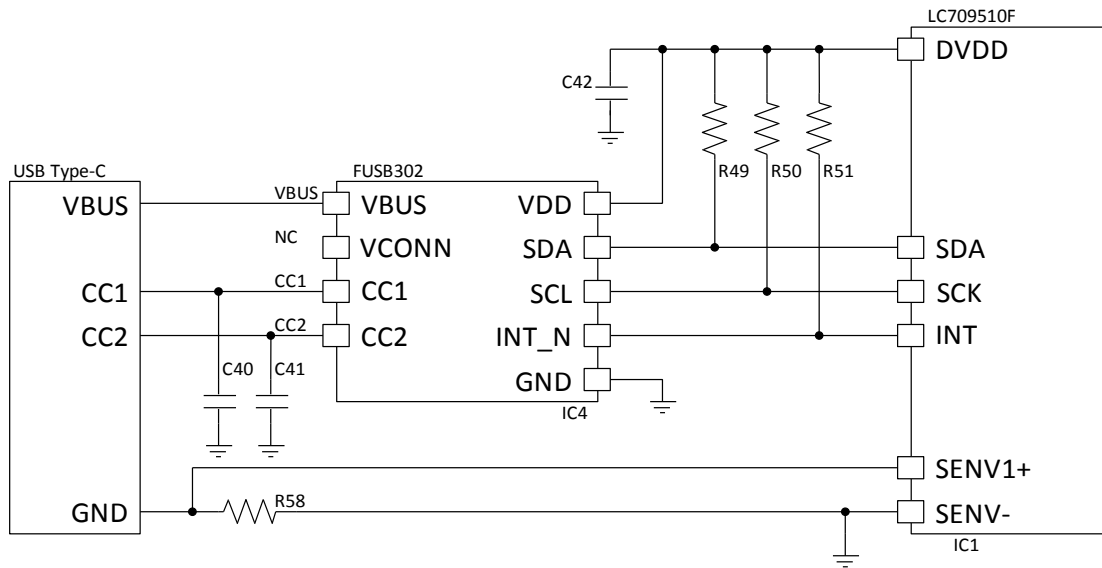 LC709510F
DVDD
C42
R49
R50
R51
USB Type-C
FUSB302
VBUS
VBUS
VBUS
VDD
NC
VCONN
SDA
SDA
CC1
CC1
CC1
SCL
SCK
CC2
CC2
CC2
INT_N
INT
C40
C41
GND
IC4
SENV1+
GND
R58
SENV-
IC1